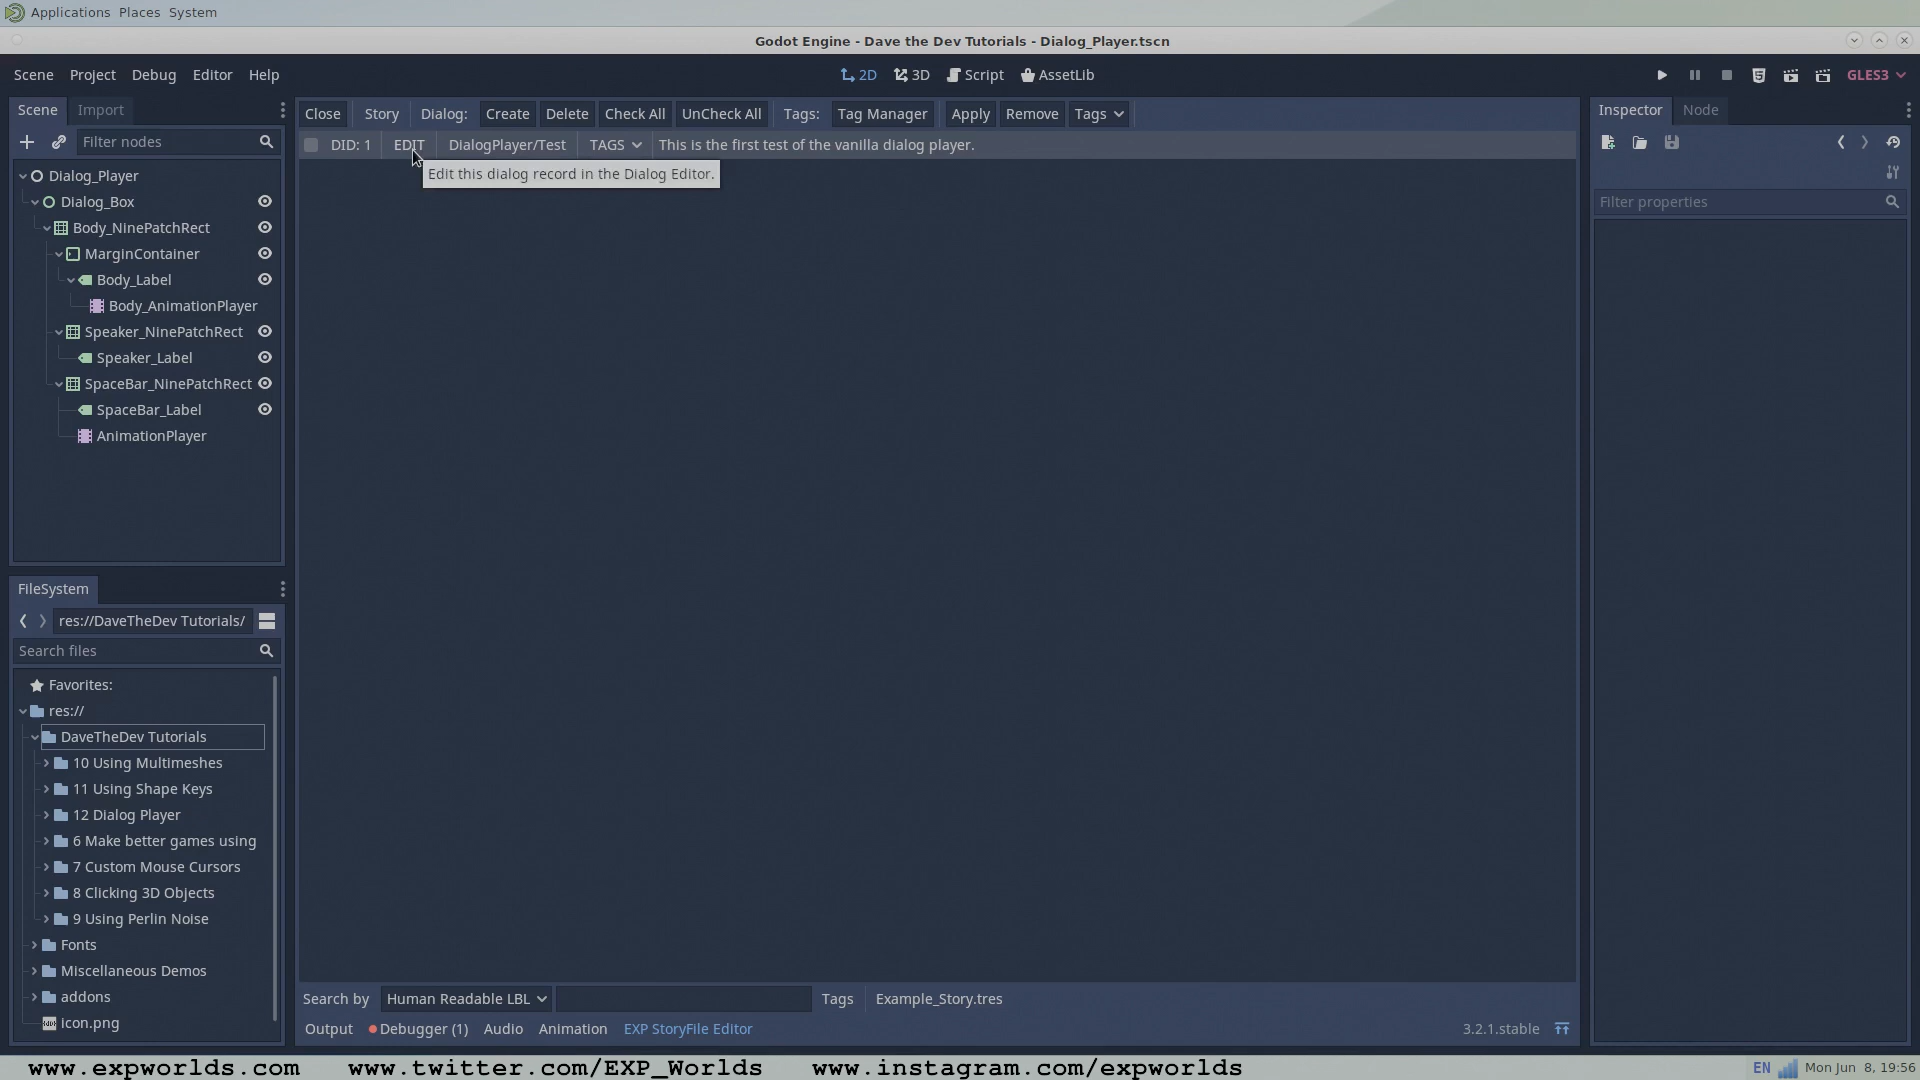 Applications Places System
Godot Engine - Dave the Dev Tutorials - Dialog_Player.tscn
Scene Project Debug Editor Help
2D 3D Script AssetLib
GLES3
Scene Import
Filter nodes
Dialog_Player
Dialog_Box
Body_NinePatchRect
MarginContainer
Body_Label
Body_AnimationPlayer
Speaker_NinePatchRect
Speaker_Label
SpaceBar_NinePatchRect
SpaceBar_Label
AnimationPlayer
FileSystem
res://DaveTheDev Tutorials/
Search files
Favorites:
res://
DaveTheDev Tutorials
10 Using Multimeshes
11 Using Shape Keys
12 Dialog Player
6 Make better games using
7 Custom Mouse Cursors
8 Clicking 3D Objects
9 Using Perlin Noise
Fonts
Miscellaneous Demos
addons
icon.png
Close Story Dialog: Create Delete Check All UnCheck All Tags: Tag Manager Apply Remove Tags
DID: 1 EDIT DialogPlayer/Test TAGS This is the first test of the vanilla dialog player.
Edit this dialog record in the Dialog Editor.
Search by Human Readable LBL Tags Example_Story.tres
Output Debugger (1) Audio Animation EXP StoryFile Editor 3.2.1.stable
Inspector Node
Filter properties
www.expworlds.com www.twitter.com/EXP_Worlds www.instagram.com/expworlds
EN Mon Jun 8, 19:56